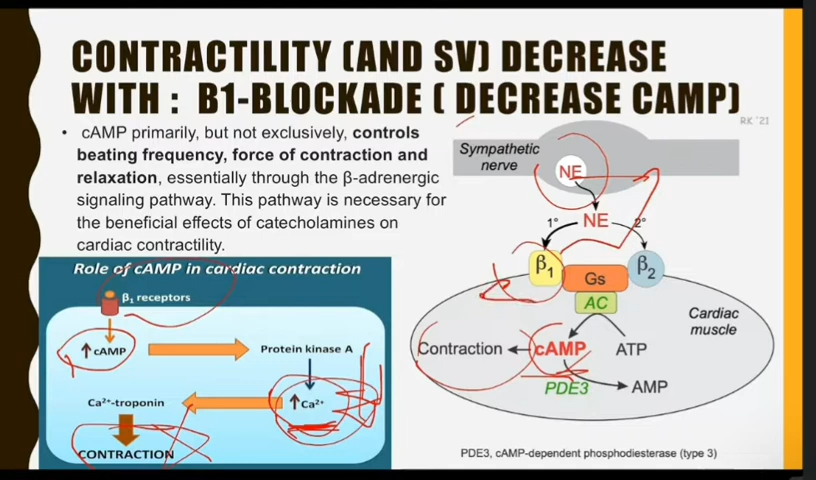 CONTRACTILITY (AND SV) DECREASE
WITH : B1-BLOCKADE ( DECREASE CAMP)
RK ˜21
• cAMP primarily, but not exclusively, controls
beating frequency, force of contraction and
relaxation, essentially through the β-adrenergic
signaling pathway. This pathway is necessary for
the beneficial effects of catecholamines on
cardiac contractility.
Role of cAMP in cardiac contraction
β1 receptors
↑cAMP
Protein kinase A
Ca2+-troponin
↑Ca2+
CONTRACTION
Sympathetic
nerve
NE
1° NE 2°
β1
Gs
β2
AC
Cardiac
muscle
Contraction
cAMP
ATP
PDE3
AMP
PDE3, cAMP-dependent phosphodiesterase (type 3)